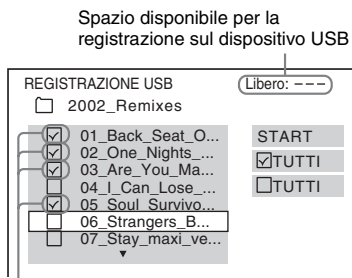 Spazio disponibile per la
registrazione sul dispositivo USB
REGISTRAZIONE USB
Libero: – – –
2002_Remixes
01_Back_Seat_O...
02_One_Nights_...
03_Are_You_Ma...
04_I_Can_Lose_...
05_Soul_Survivo...
06_Strangers_B...
07_Stay_maxi_ve...
START
TUTTI
TUTTI